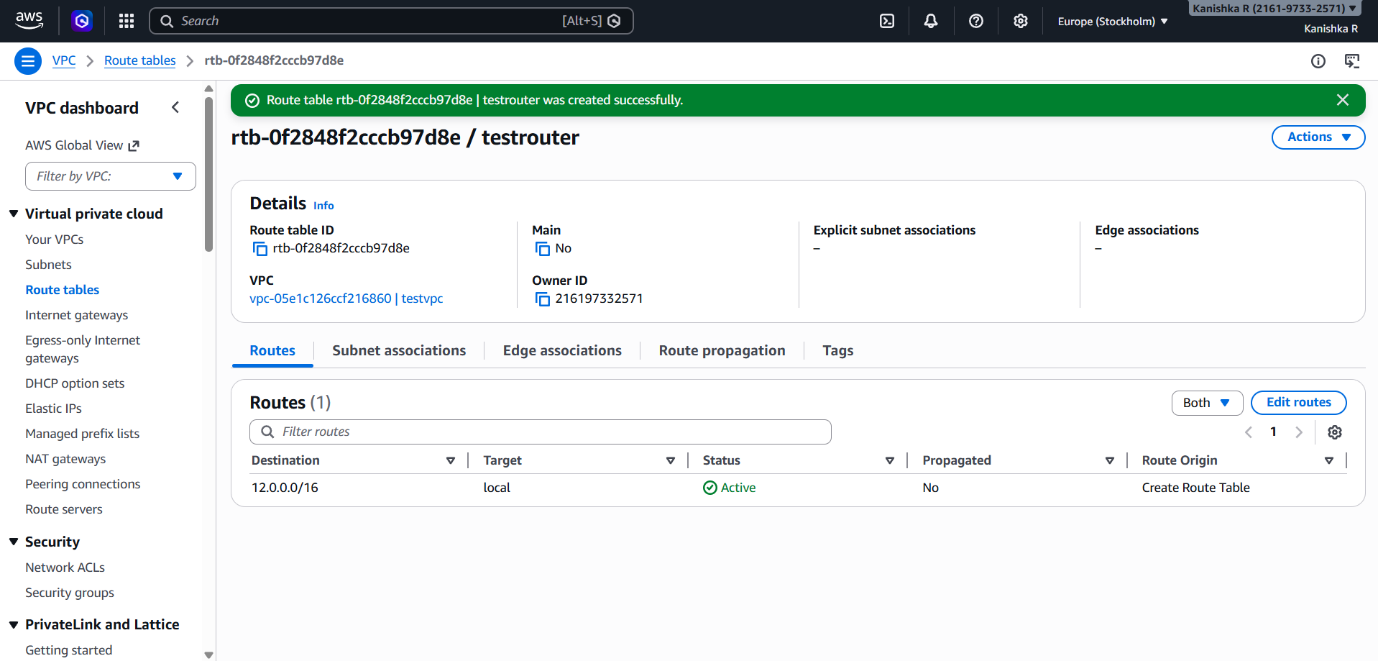 aws
Search [Alt+S]
Europe (Stockholm)
Kanishka R (2161-9733-2571)
Kanishka R
VPC
Route tables
rtb-0f2848f2cccb97d8e
VPC dashboard
AWS Global View
Filter by VPC:
Virtual private cloud
Your VPCs
Subnets
Route tables
Internet gateways
Egress-only Internet
gateways
DHCP option sets
Elastic IPs
Managed prefix lists
NAT gateways
Peering connections
Route servers
Security
Network ACLs
Security groups
PrivateLink and Lattice
Getting started
Route table rtb-0f2848f2cccb97d8e | testrouter was created successfully.
rtb-0f2848f2cccb97d8e / testrouter
Actions
Details Info
Route table ID
rtb-0f2848f2cccb97d8e
Main
No
Explicit subnet associations
–
Edge associations
–
VPC
vpc-05e1c126ccf216860 | testvpc
Owner ID
216197332571
Routes Subnet associations Edge associations Route propagation Tags
Routes (1)
Both
Edit routes
Filter routes
1
Destination Target Status Propagated Route Origin
12.0.0.0/16 local Active No Create Route Table